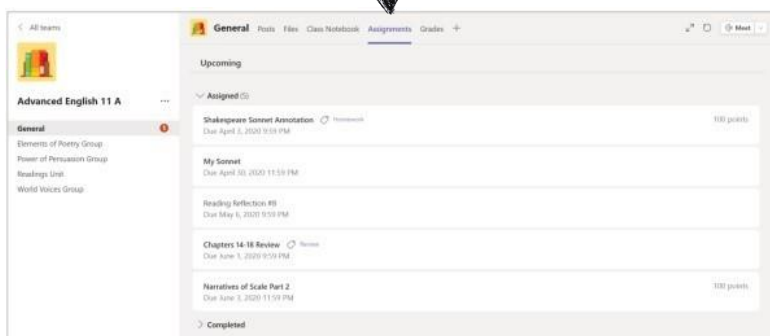 All teams
Advanced English 11 A
General
Elements of Poetry Group
Power of Persuasion Group
Readings Unit
World Voices Group
General Posts Files Class Notebook Assignments Grades +
Meet
Upcoming
Assigned (5)
Shakespeare Sonnet Annotation Homework
100 points
Due April 3, 2020 9:59 PM
My Sonnet
Due April 30, 2020 11:59 PM
Reading Reflection #8
Due May 6, 2020 9:59 PM
Chapters 14-18 Review Review
Due June 1, 2020 9:59 PM
Narratives of Scale Part 2
100 points
Due June 3, 2020 11:59 PM
Completed